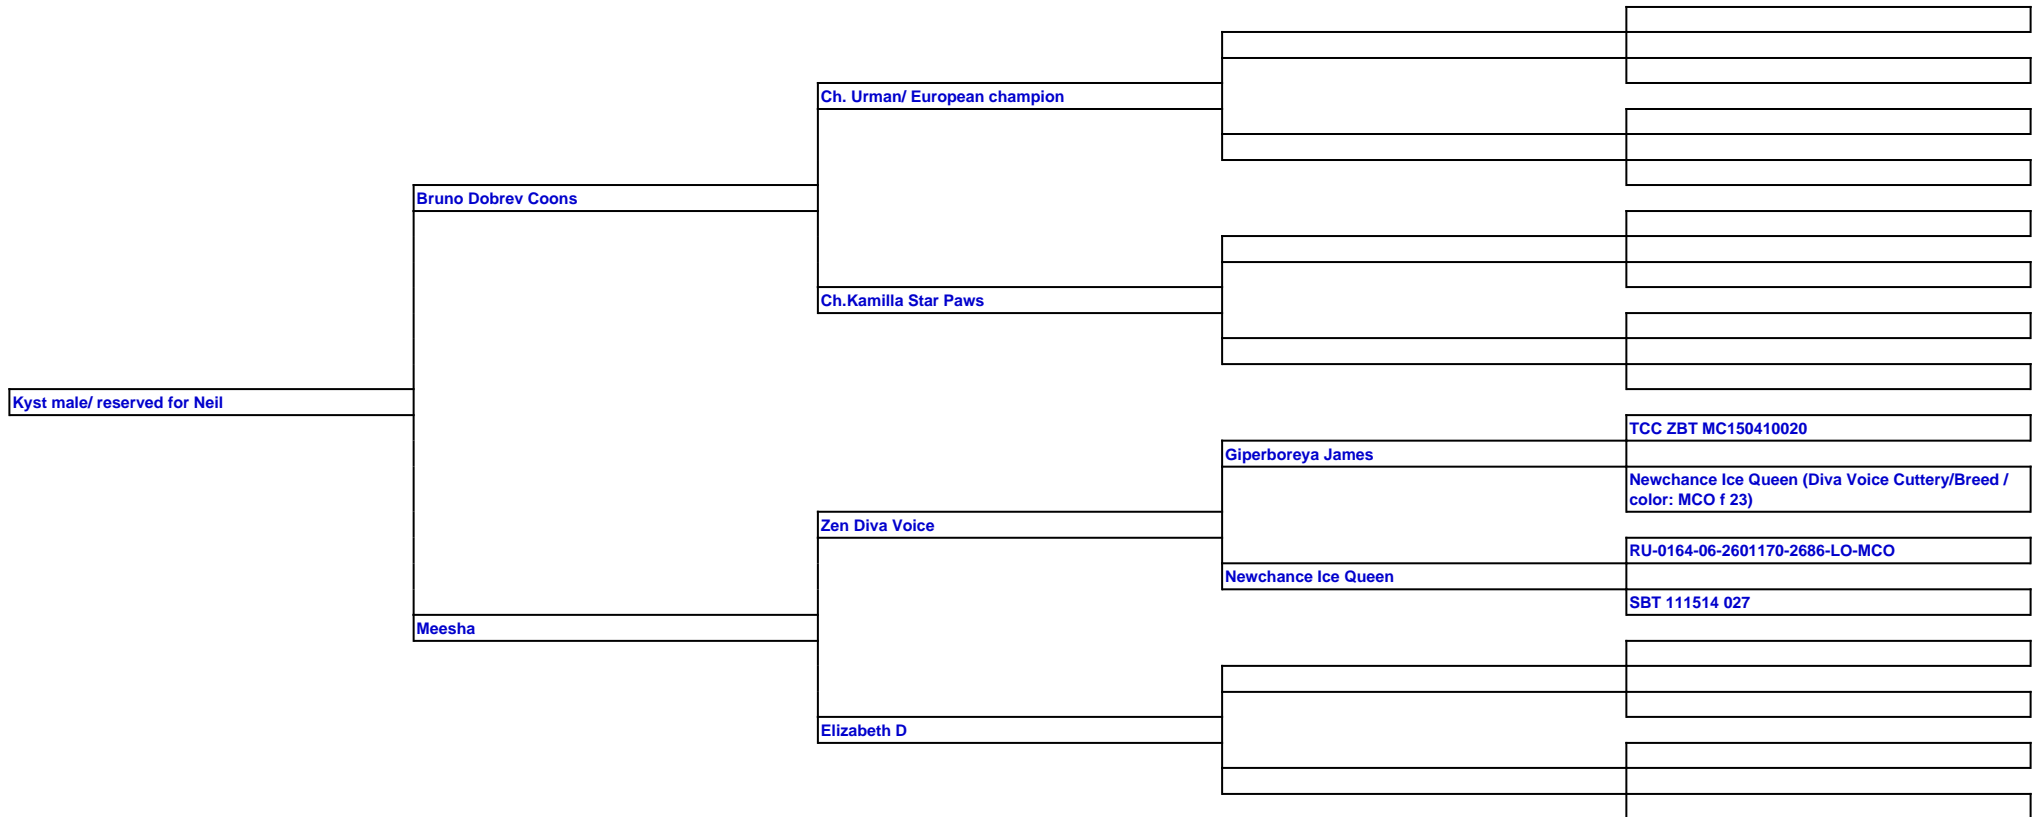 Ch. Urman/ European champion
Bruno Dobrev Coons
Ch.Kamilla Star Paws
Kyst male/ reserved for Neil
TCC ZBT MC150410020
Giperboreya James
Newchance Ice Queen (Diva Voice Cuttery/Breed /
color: MCO f 23)
Zen Diva Voice
RU-0164-06-2601170-2686-LO-MCO
Newchance Ice Queen
SBT 111514 027
Meesha
Elizabeth D